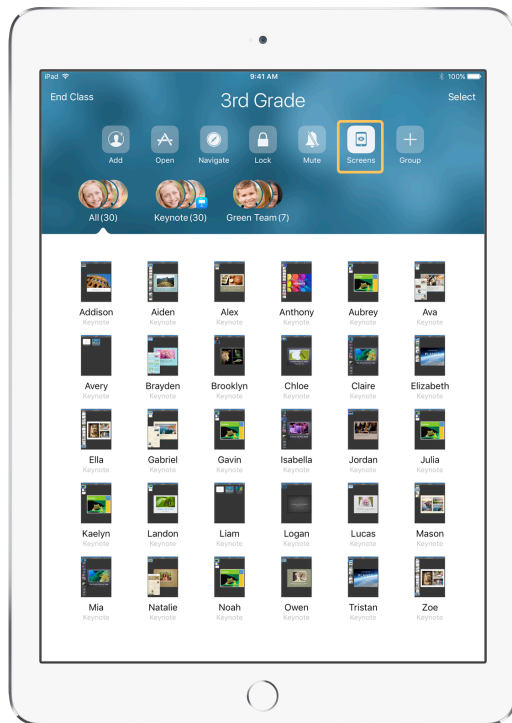 iPad 9:41 AM 100%
End Class 3rd Grade Select
Add Open Navigate Lock Mute Screens Group
All (30) Keynote (30) Green Team (7)
Addison Aiden Alex Anthony Aubrey Ava
Keynote Keynote Keynote Keynote Keynote Keynote
Avery Brayden Brooklyn Chloe Claire Elizabeth
Keynote Keynote Keynote Keynote Keynote Keynote
Ella Gabriel Gavin Isabella Jordan Julia
Keynote Keynote Keynote Keynote Keynote Keynote
Kaelyn Landon Liam Logan Lucas Mason
Keynote Keynote Keynote Keynote Keynote Keynote
Mia Natalie Noah Owen Tristan Zoe
Keynote Keynote Keynote Keynote Keynote Keynote